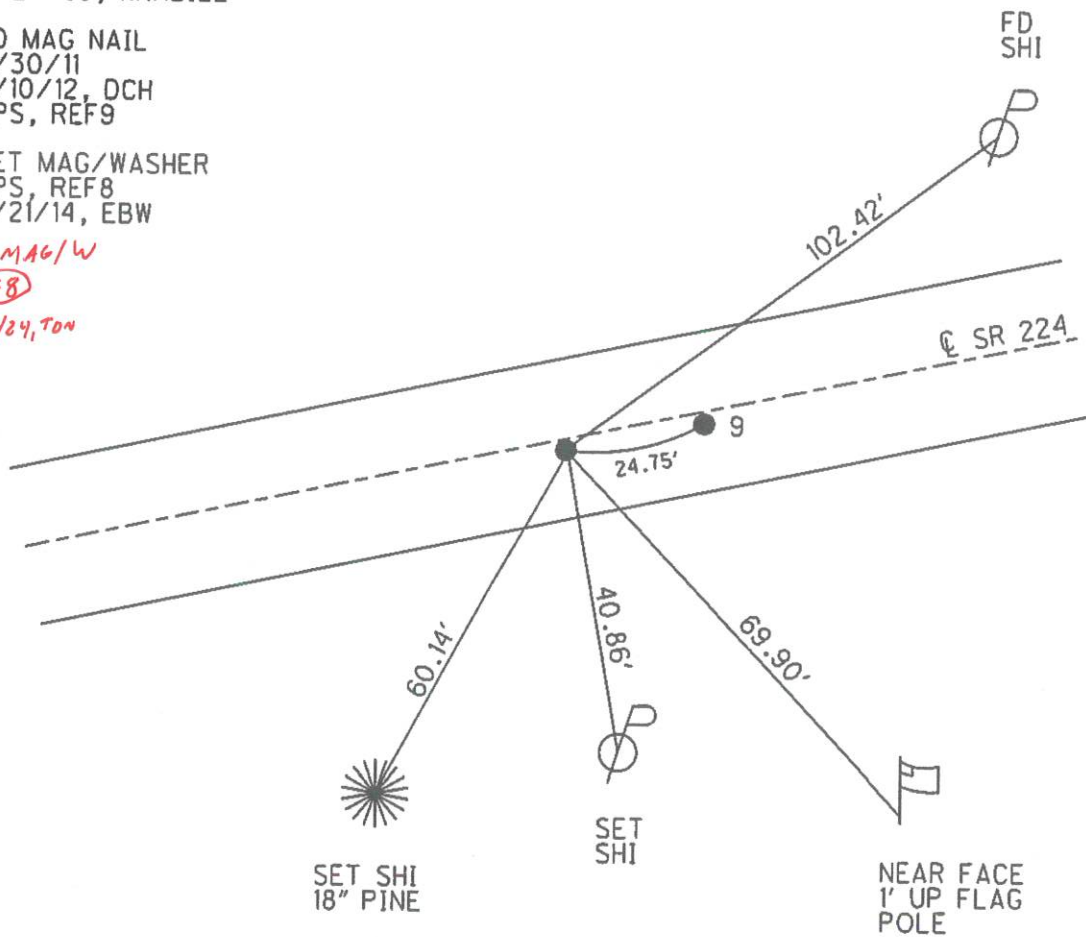 MAG NAIL
/30/11
/10/12, DCH
PS, REF9
ET MAG/WASHER
PS, REF8
/21/14, EBW
MAG/W
8
/24, TDW
FD
SHI
102.42'
℄ SR 224
9
24.75'
60.14'
40.86'
69.90'
SET SHI
18" PINE
SET
SHI
NEAR FACE
1' UP FLAG
POLE